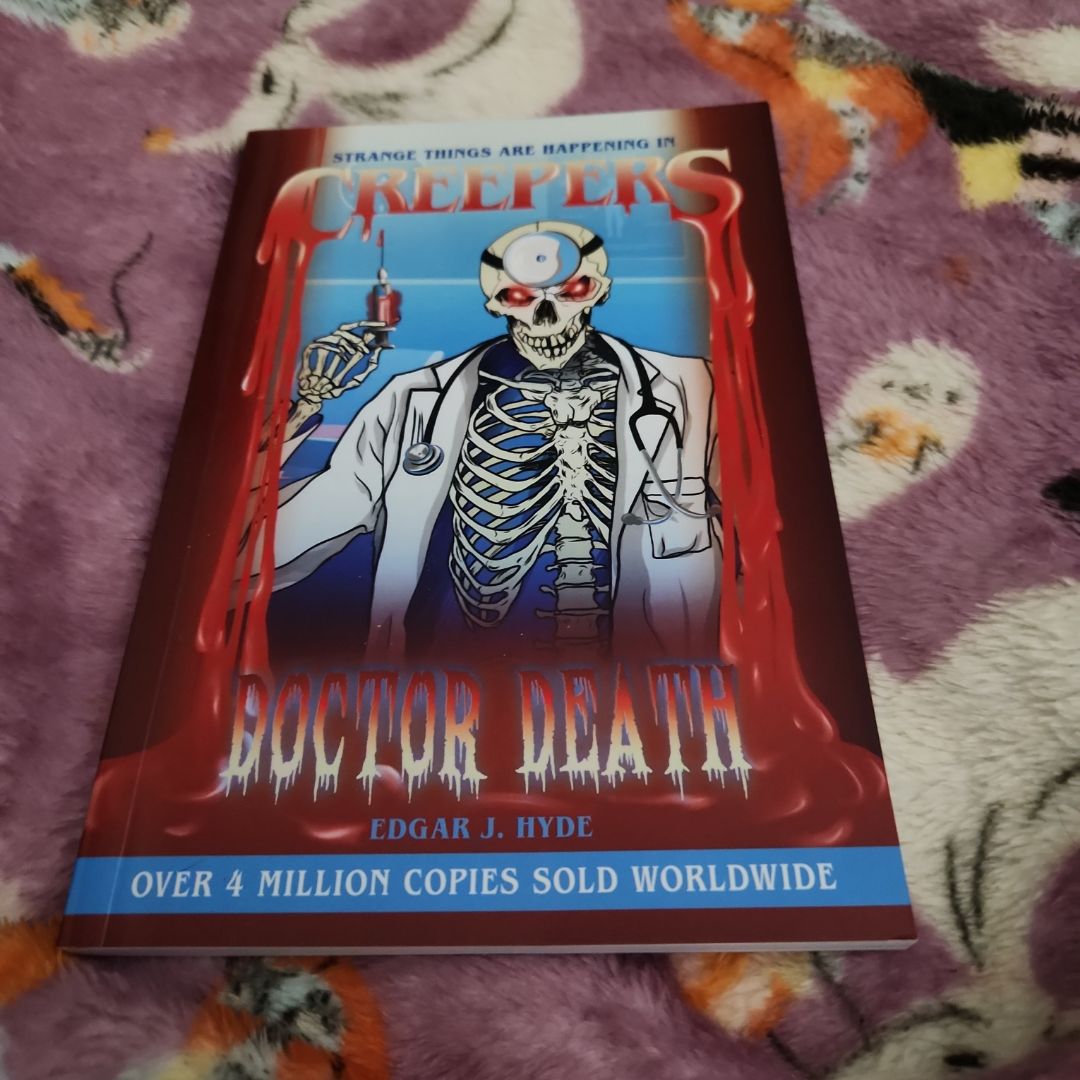 STRANGE THINGS ARE HAPPENING IN
CREEPERS
DOCTOR DEATH
EDGAR J. HYDE
OVER 4 MILLION COPIES SOLD WORLDWIDE